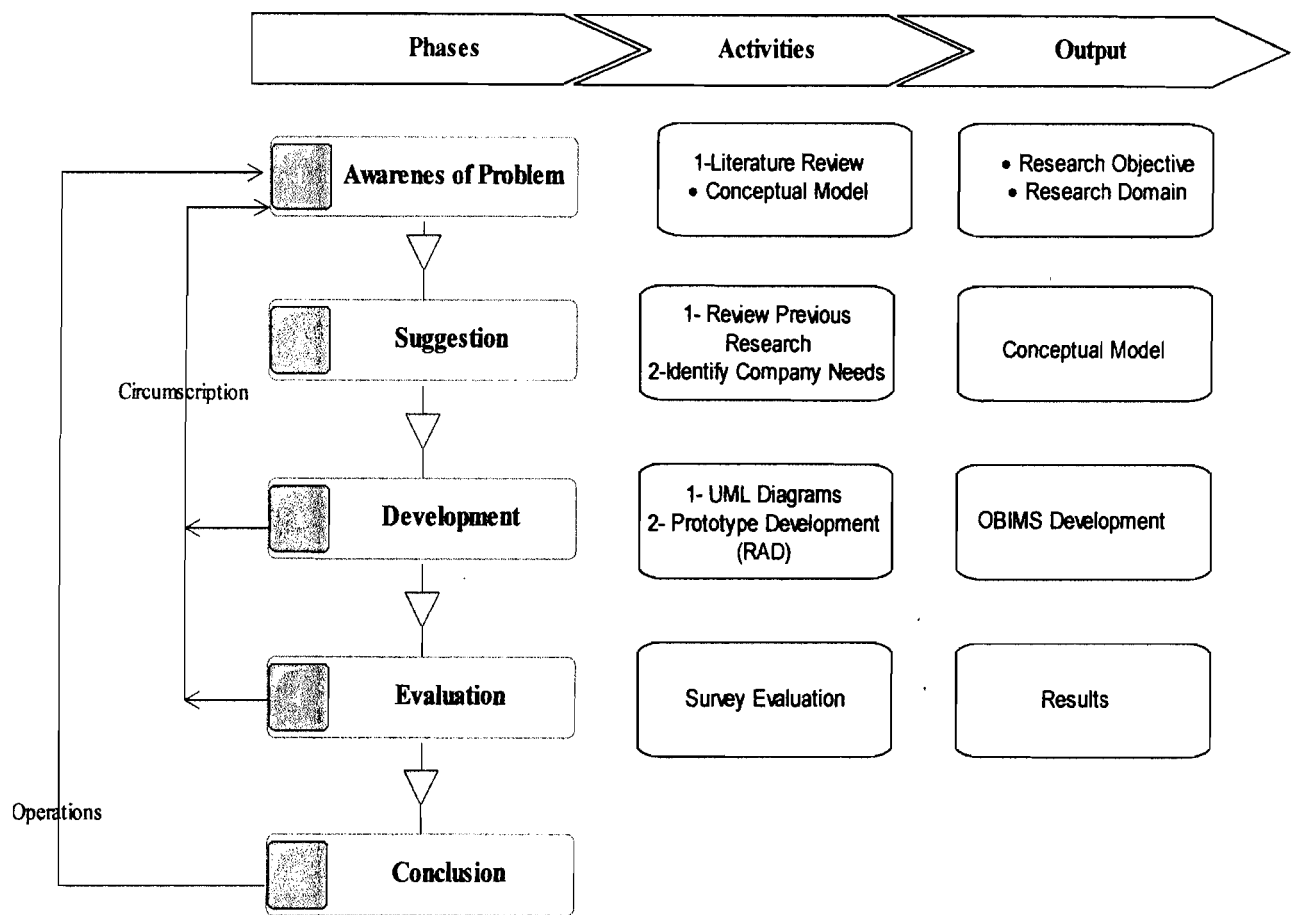 Phases
Activities
Output
Awarenes of Problem
1-Literature Review
• Conceptual Model
• Research Objective
• Research Domain
Suggestion
1- Review Previous
Research
2-Identify Company Needs
Conceptual Model
Circumscription
Development
1- UML Diagrams
2- Prototype Development
(RAD)
OBIMS Development
Evaluation
Survey Evaluation
Results
Operations
Conclusion